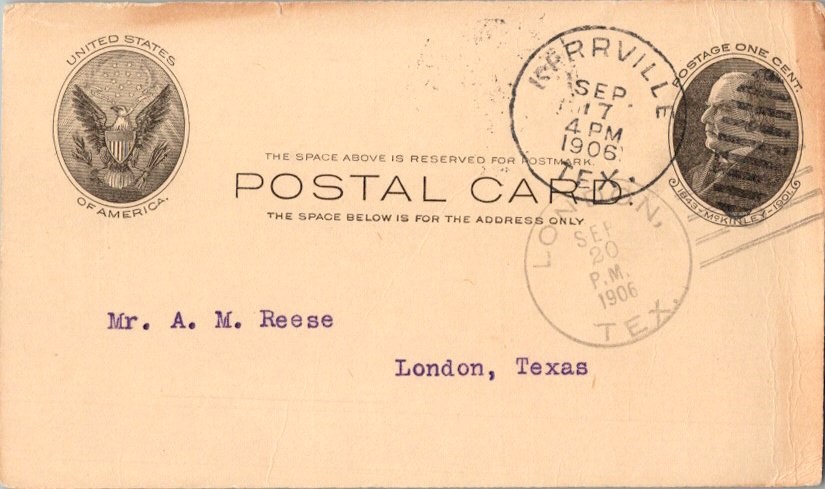 UNITED STATES
OF AMERICA.
KERRVILLE
SEP
17
4 PM
1906
TEX.
POSTAGE ONE CENT.
1843-McKINLEY-1901
THE SPACE ABOVE IS RESERVED FOR POSTMARK.
POSTAL CARD.
THE SPACE BELOW IS FOR THE ADDRESS ONLY
LONDON,
SEP
20
P.M.
1906
TEX.
Mr. A. M. Reese
London, Texas